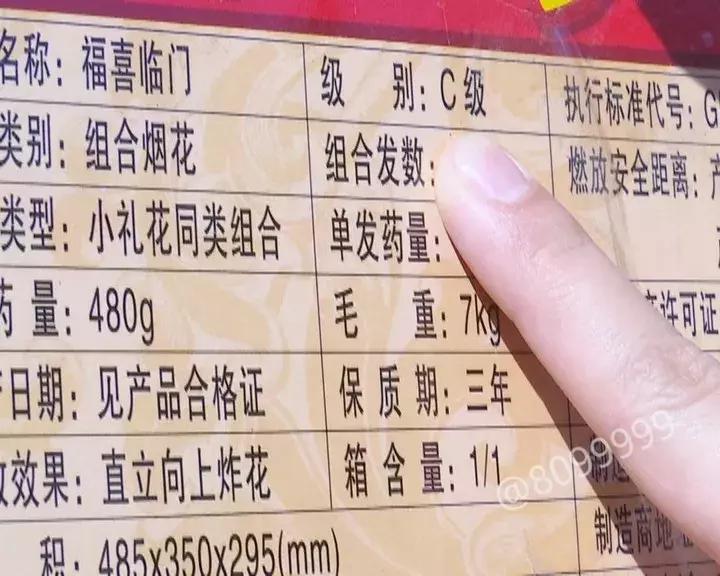 名称：福喜临门 级 别：C级 执行标准代号：G
类别：组合烟花 组合发数： 燃放安全距离：
类型：小礼花同类组合 单发药量：
药 量：480g 毛 重：7Kg 许可证
日期：见产品合格证 保 质 期：三年
效果：直立向上炸花 箱 含 量：1/1 制造
积：485x350x295(mm) 制造商地
@8099999